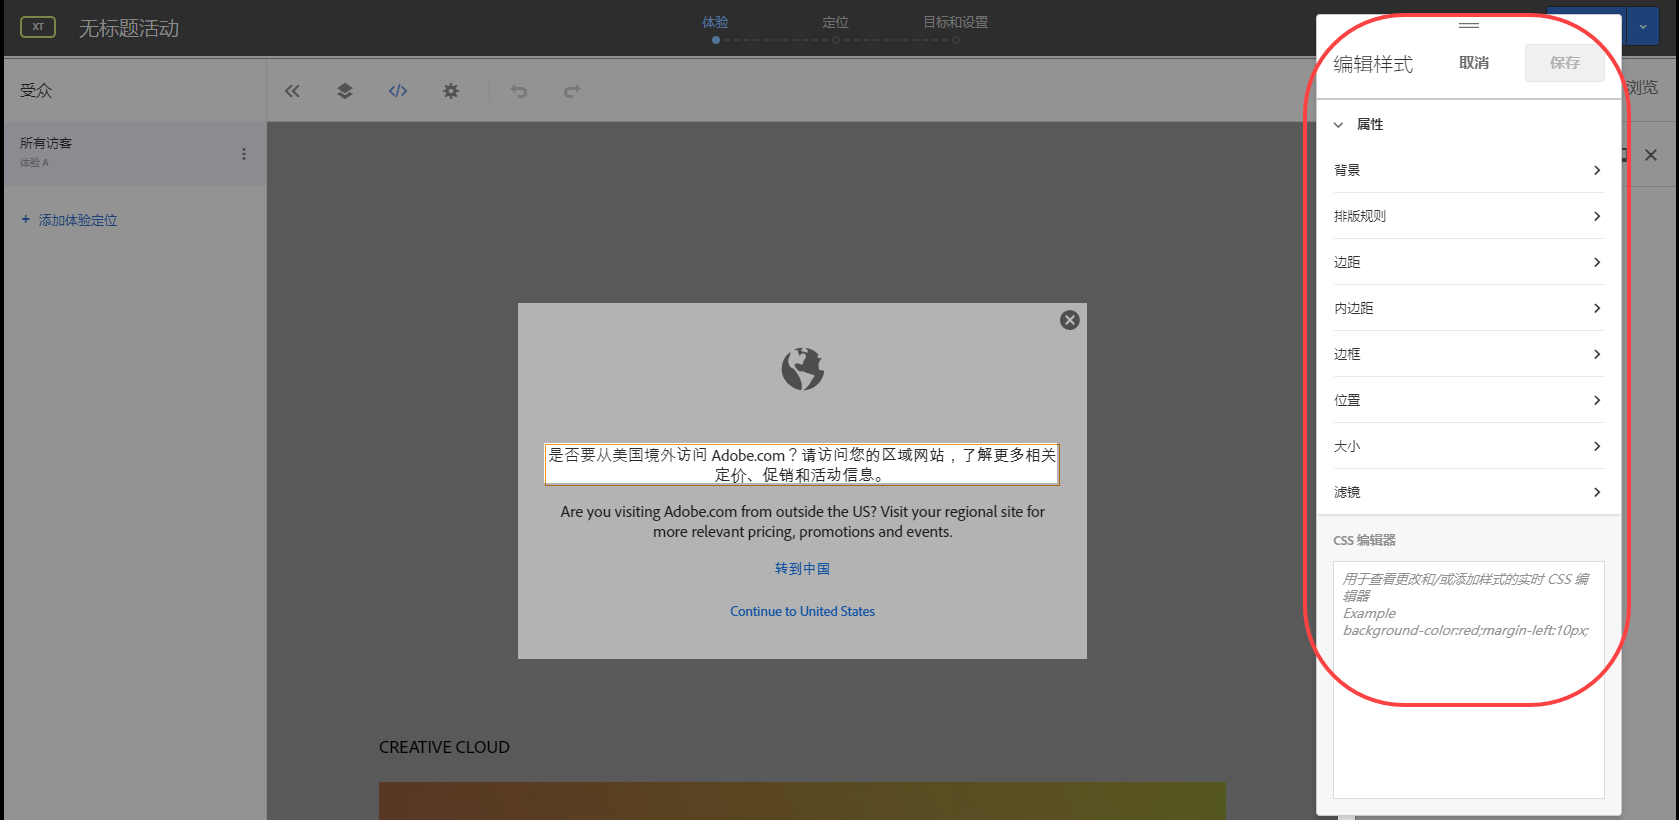 XT
无标题活动
体验
定位
目标和设置
编辑样式
取消
保存
受众
浏览
所有访客
体验 A
+ 添加体验定位
属性
背景
排版规则
边距
内边距
边框
位置
大小
滤镜
是否要从美国境外访问 Adobe.com？请访问您的区域网站，了解更多相关
定价、促销和活动信息。
Are you visiting Adobe.com from outside the US? Visit your regional site for
more relevant pricing, promotions and events.
转到中国
Continue to United States
CREATIVE CLOUD
CSS 编辑器
用于查看更改和/或添加样式的实时 CSS 编
辑器
Example
background-color:red;margin-left:10px;